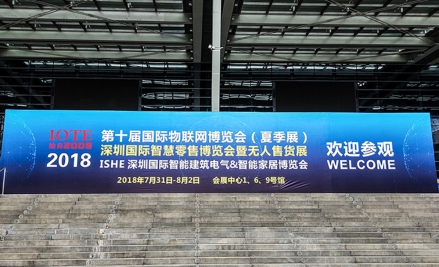 IOTE
2018
第十届国际物联网博览会（夏季展）
深圳国际智慧零售博览会暨无人售货展
ISHE 深圳国际智能建筑电气&智能家居博览会
2018年7月31日-8月2日 会展中心1、6、9号馆
欢迎参观
WELCOME